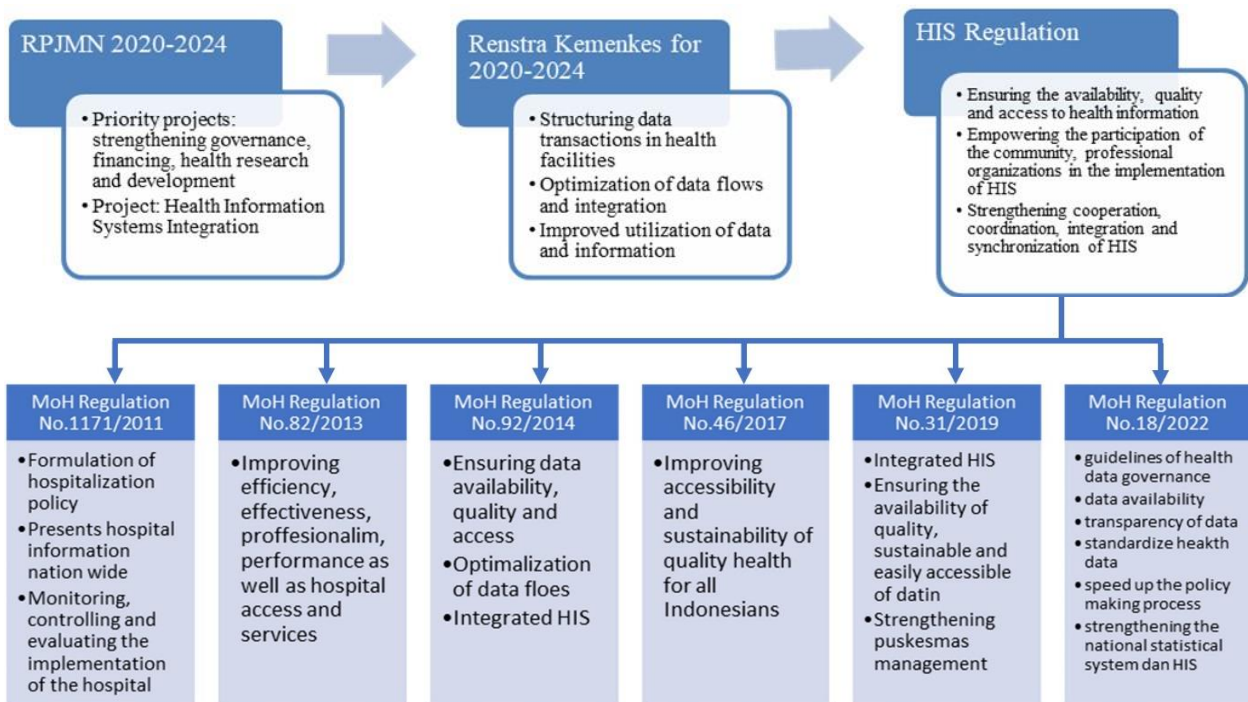 RPJMN 2020-2024
• Priority projects:
strengthening governance,
financing, health research
and development
• Project: Health Information
Systems Integration
Renstra Kemenkes for
2020-2024
• Structuring data
transactions in health
facilities
• Optimization of data flows
and integration
• Improved utilization of data
and information
HIS Regulation
• Ensuring the availability, quality
and access to health information
• Empowering the participation of
the community, professional
organizations in the implementation
of HIS
• Strengthening cooperation,
coordination, integration and
synchronization of HIS
MoH Regulation
No.1171/2011
•Formulation of
hospitalization
policy
•Presents hospital
information
nation wide
•Monitoring,
controlling and
evaluating the
implementation
of the hospital
MoH Regulation
No.82/2013
•Improving
efficiency,
effectiveness,
proffesionalim,
performance as
well as hospital
access and
services
MoH Regulation
No.92/2014
•Ensuring data
availability,
quality and
access
•Optimalization
of data floes
•Integrated HIS
MoH Regulation
No.46/2017
•Improving
accessibility
and
sustainability of
quality health
for all
Indonesians
MoH Regulation
No.31/2019
•Integrated HIS
•Ensuring the
availability of
quality,
sustainable and
easily accessible
of datin
•Strengthening
puskesmas
management
MoH Regulation
No.18/2022
•guidelines of health
data governance
•data availability
•transparency of data
•standardize heakth
data
•speed up the policy
making process
•strengthening the
national statistical
system dan HIS